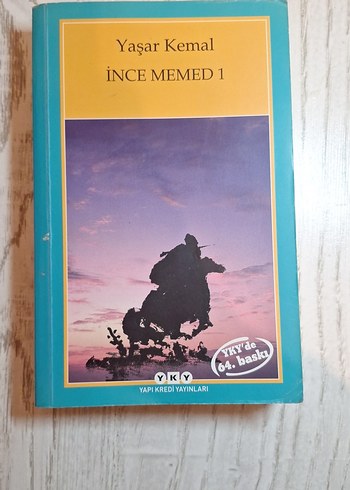 Yaşar Kemal
İNCE MEMED 1
YKY'de
64. baskı
YKY
YAPI KREDİ YAYINLARI